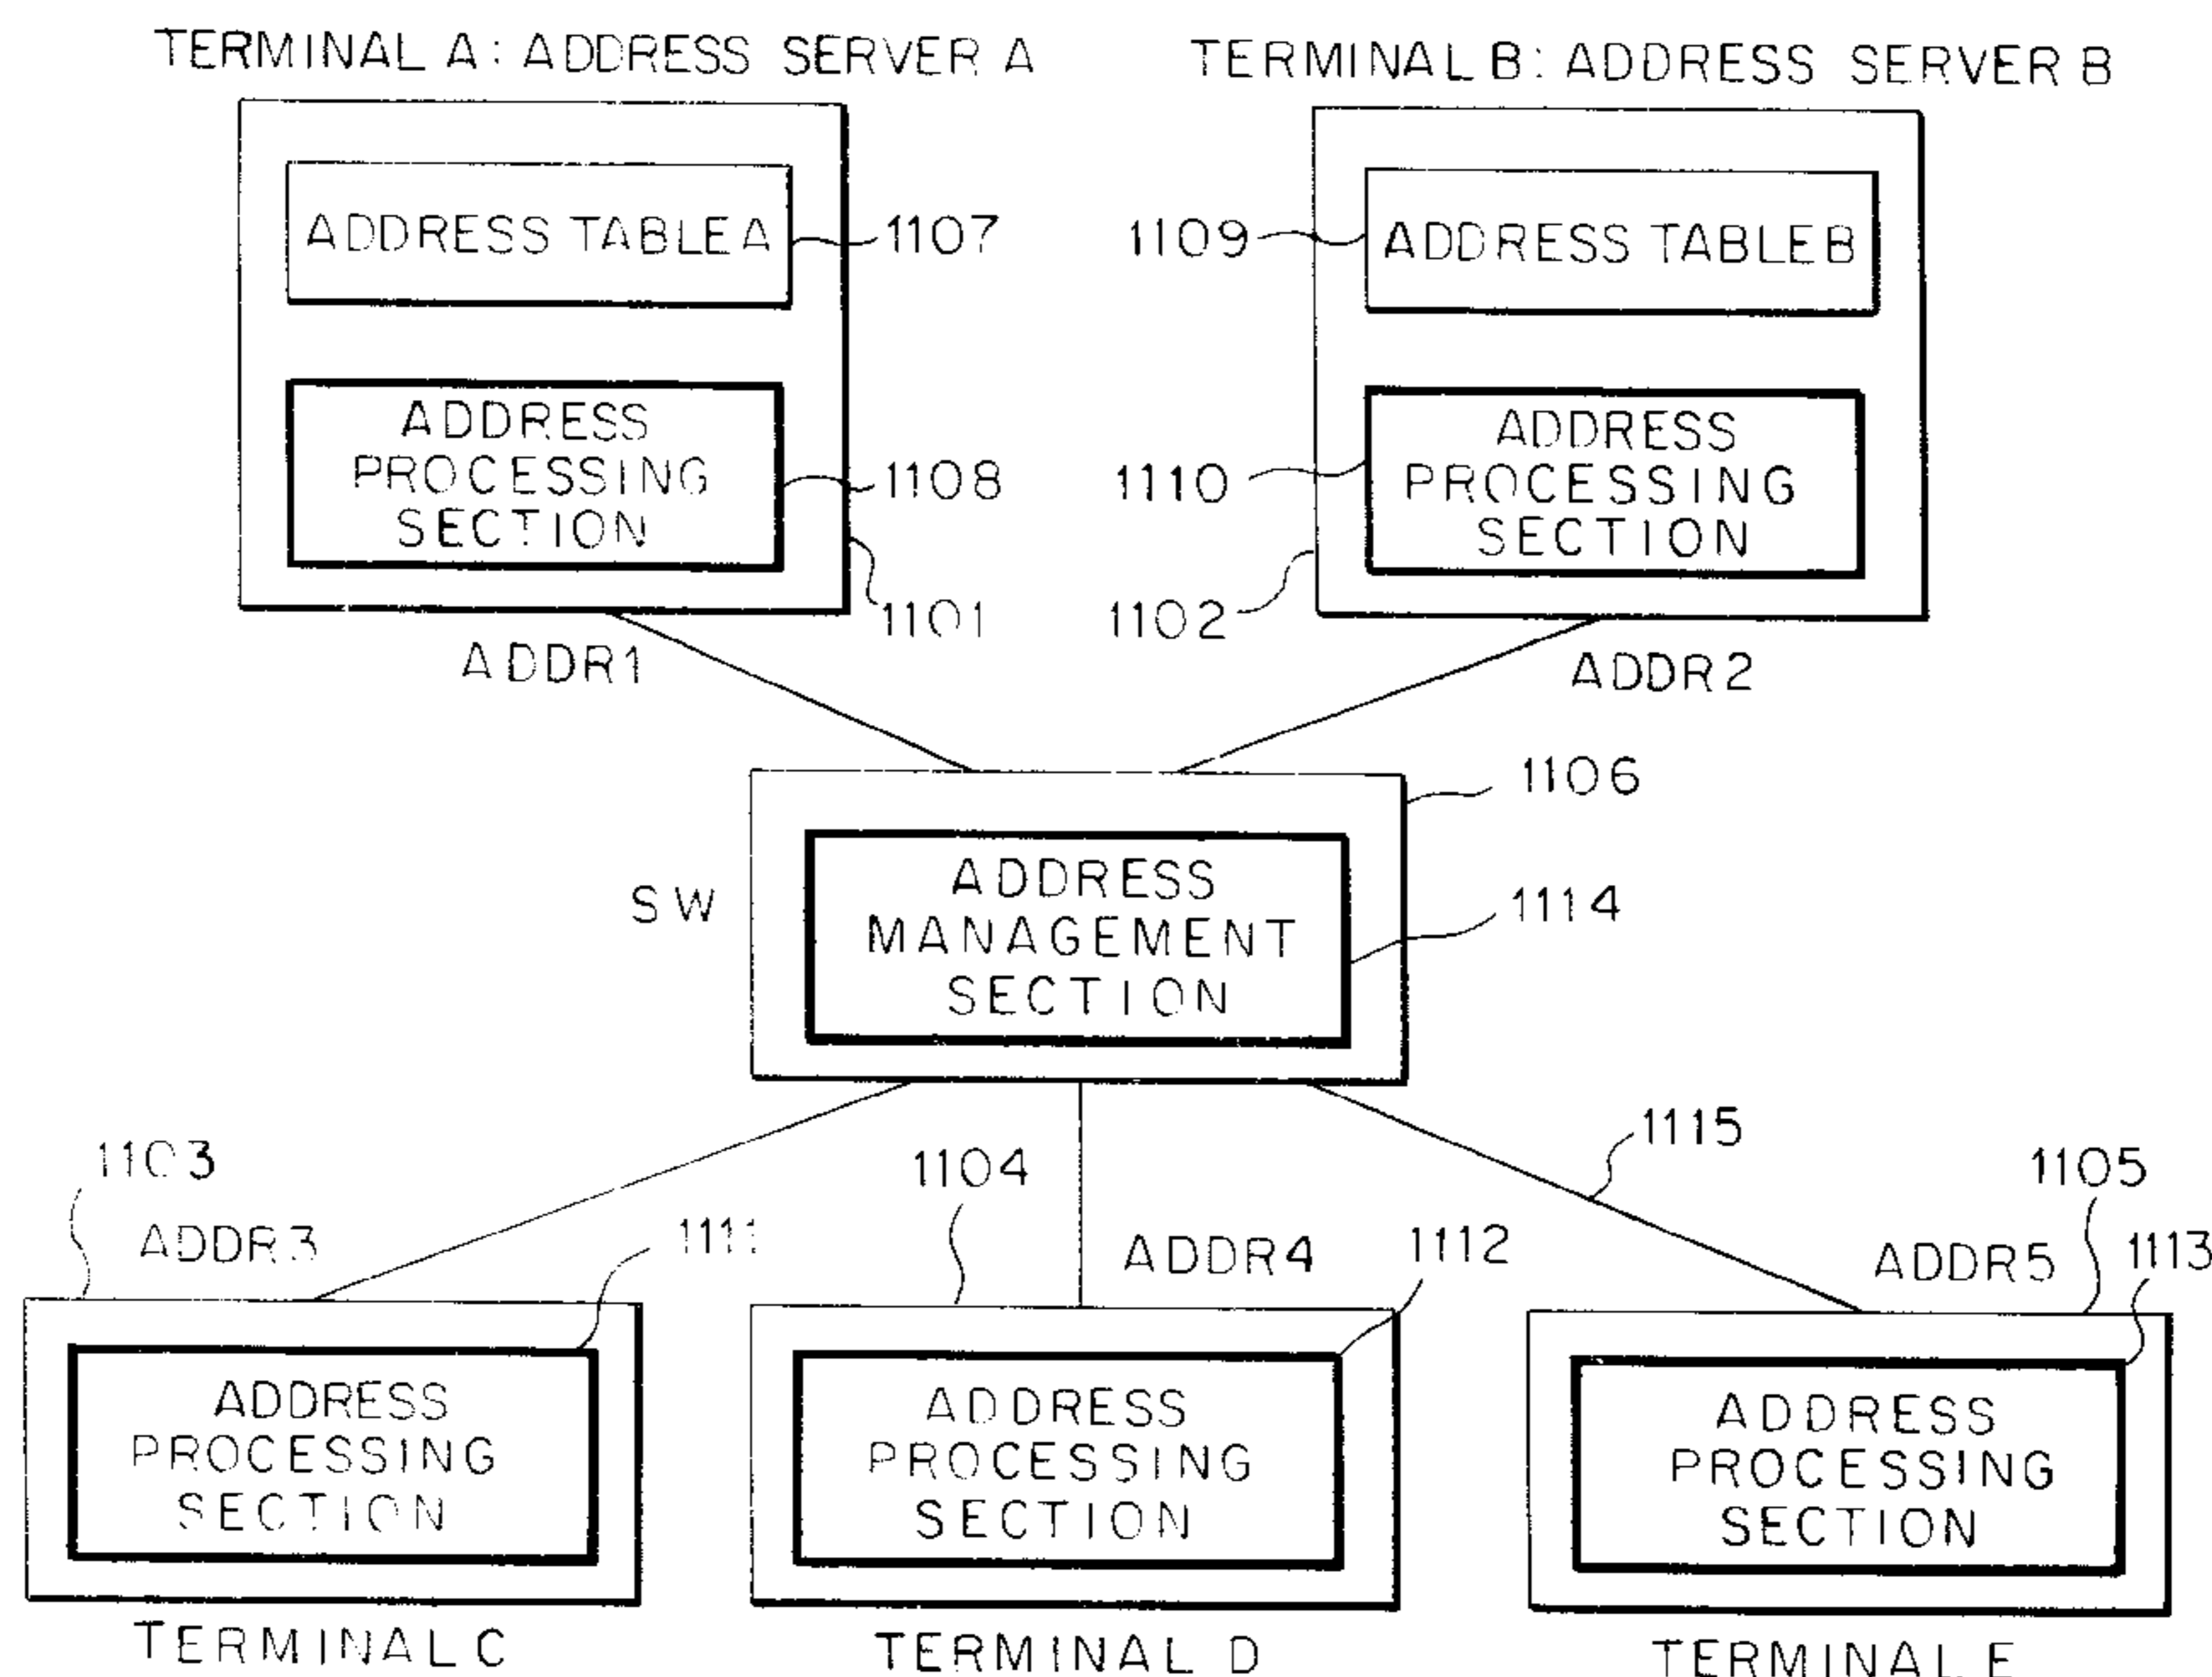 TERMINAL A: ADDRESS SERVER A
TERMINAL B: ADDRESS SERVER B
ADDRESS TABLE A
1107
1109
ADDRESS TABLE B
ADDRESS
PROCESSING
SECTION
1108
1110
ADDRESS
PROCESSING
SECTION
1101
1102
ADDR1
ADDR2
1106
SW
ADDRESS
MANAGEMENT
SECTION
1114
1115
1103
1104
1105
ADDR3
1111
ADDR4
1112
ADDR5
1113
ADDRESS
PROCESSING
SECTION
ADDRESS
PROCESSING
SECTION
ADDRESS
PROCESSING
SECTION
TERMINAL C
TERMINAL D
TERMINAL E